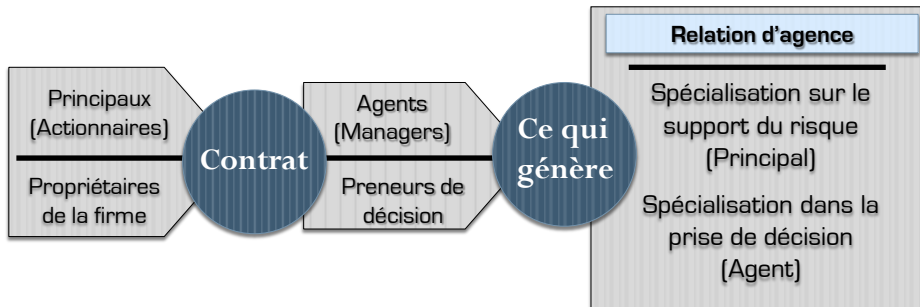 Principaux
(Actionnaires)
Propriétaires
de la firme
Contrat
Agents
(Managers)
Preneurs de
décision
Ce qui
génère
Relation d’agence
Spécialisation sur le
support du risque
(Principal)
Spécialisation dans la
prise de décision
(Agent)